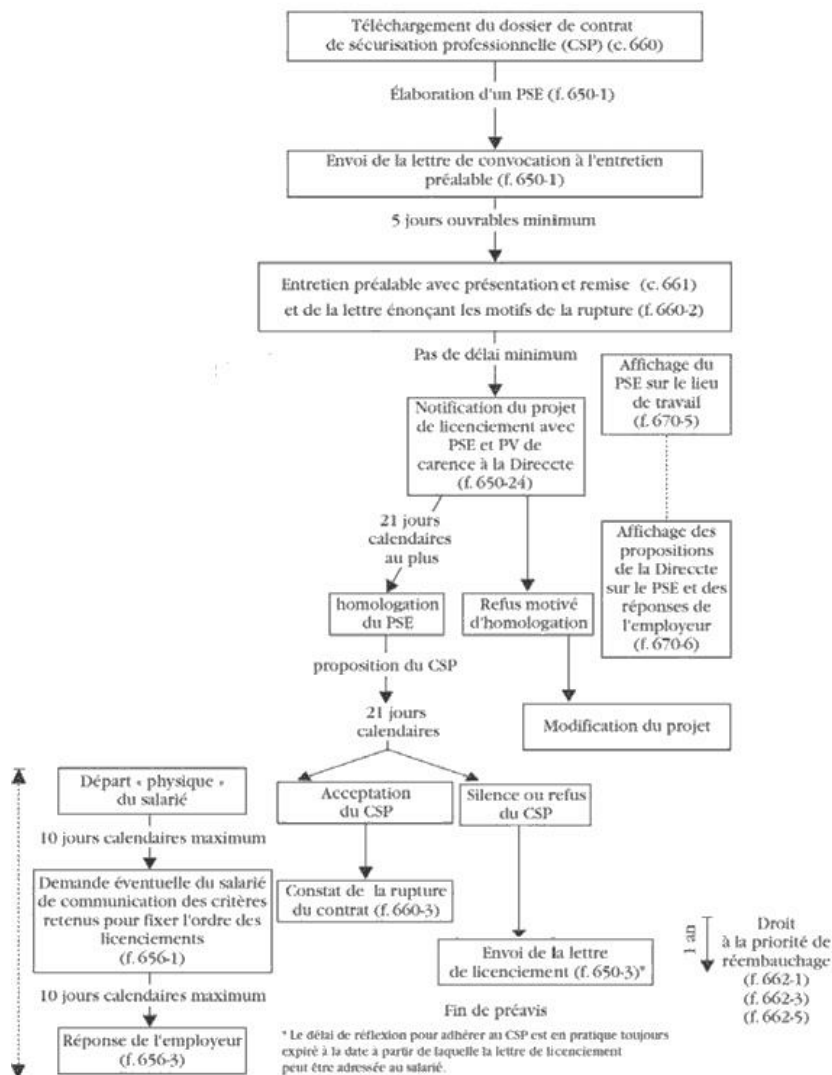 Téléchargement du dossier de contrat
de sécurisation professionnelle (CSP) (c. 660)
Élaboration d'un PSE (f. 650-1)
Envoi de la lettre de convocation à l'entretien
préalable (f. 650-1)
5 jours ouvrables minimum
Entretien préalable avec présentation et remise (c. 661)
et de la lettre énonçant les motifs de la rupture (f. 660-2)
Pas de délai minimum
Notification du projet
de licenciement avec
PSE et PV de
carence à la Direccte
(f. 650-24)
Affichage du
PSE sur le lieu
de travail
(f. 670-5)
21 jours
calendaires
au plus
Affichage des
propositions
de la Direccte
sur le PSE et des
réponses de
l'employeur
(f. 670-6)
homologation
du PSE
Refus motivé
d'homologation
proposition du CSP
Modification du projet
21 jours
calendaires
Départ « physique »
du salarié
Acceptation
du CSP
Silence ou refus
du CSP
10 jours calendaires maximum
Demande éventuelle du salarié
de communication des critères
retenus pour fixer l'ordre des
licenciements
(f. 656-1)
Constat de la rupture
du contrat (f. 660-3)
Envoi de la lettre
de licenciement (f. 650-3)*
1 an
Droit
à la priorité de
réembauchage
(f. 662-1)
(f. 662-3)
(f. 662-5)
10 jours calendaires maximum
Fin de préavis
Réponse de l'employeur
(f. 656-3)
* Le délai de réflexion pour adhérer au CSP est en pratique toujours
expiré à la date à partir de laquelle la lettre de licenciement
peut être adressée au salarié.